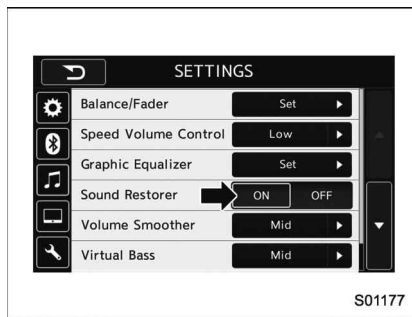 SETTINGS
Balance/Fader Set
Speed Volume Control Low
Graphic Equalizer Set
Sound Restorer ON OFF
Volume Smoother Mid
Virtual Bass Mid
S01177